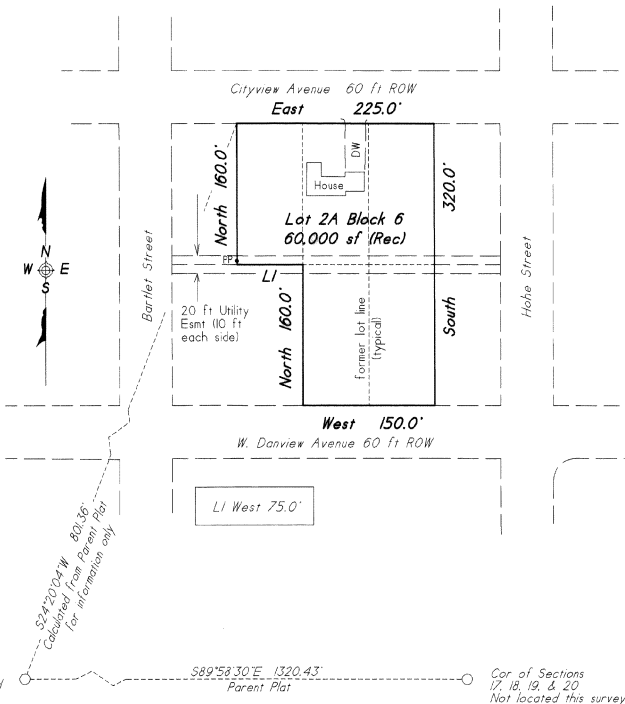 Cityview Avenue 60 ft ROW
East 225.0'
North 160.0'
DW
House
320.0'
Lot 2A Block 6
60.000 sf (Rec)
N
W E
S
Bartlet Street
Hohe Street
PP
L1
20 ft Utility
Esmt (10 ft
each side)
North 160.0'
former lot line
(typical)
South
West 150.0'
W. Danview Avenue 60 ft ROW
L1 West 75.0'
S24°20'04"W 801.36'
Calculated from Parent Plat
for information only
S89°58'30"E 1320.43'
Parent Plat
Cor of Sections
17, 18, 19, & 20
Not located this survey